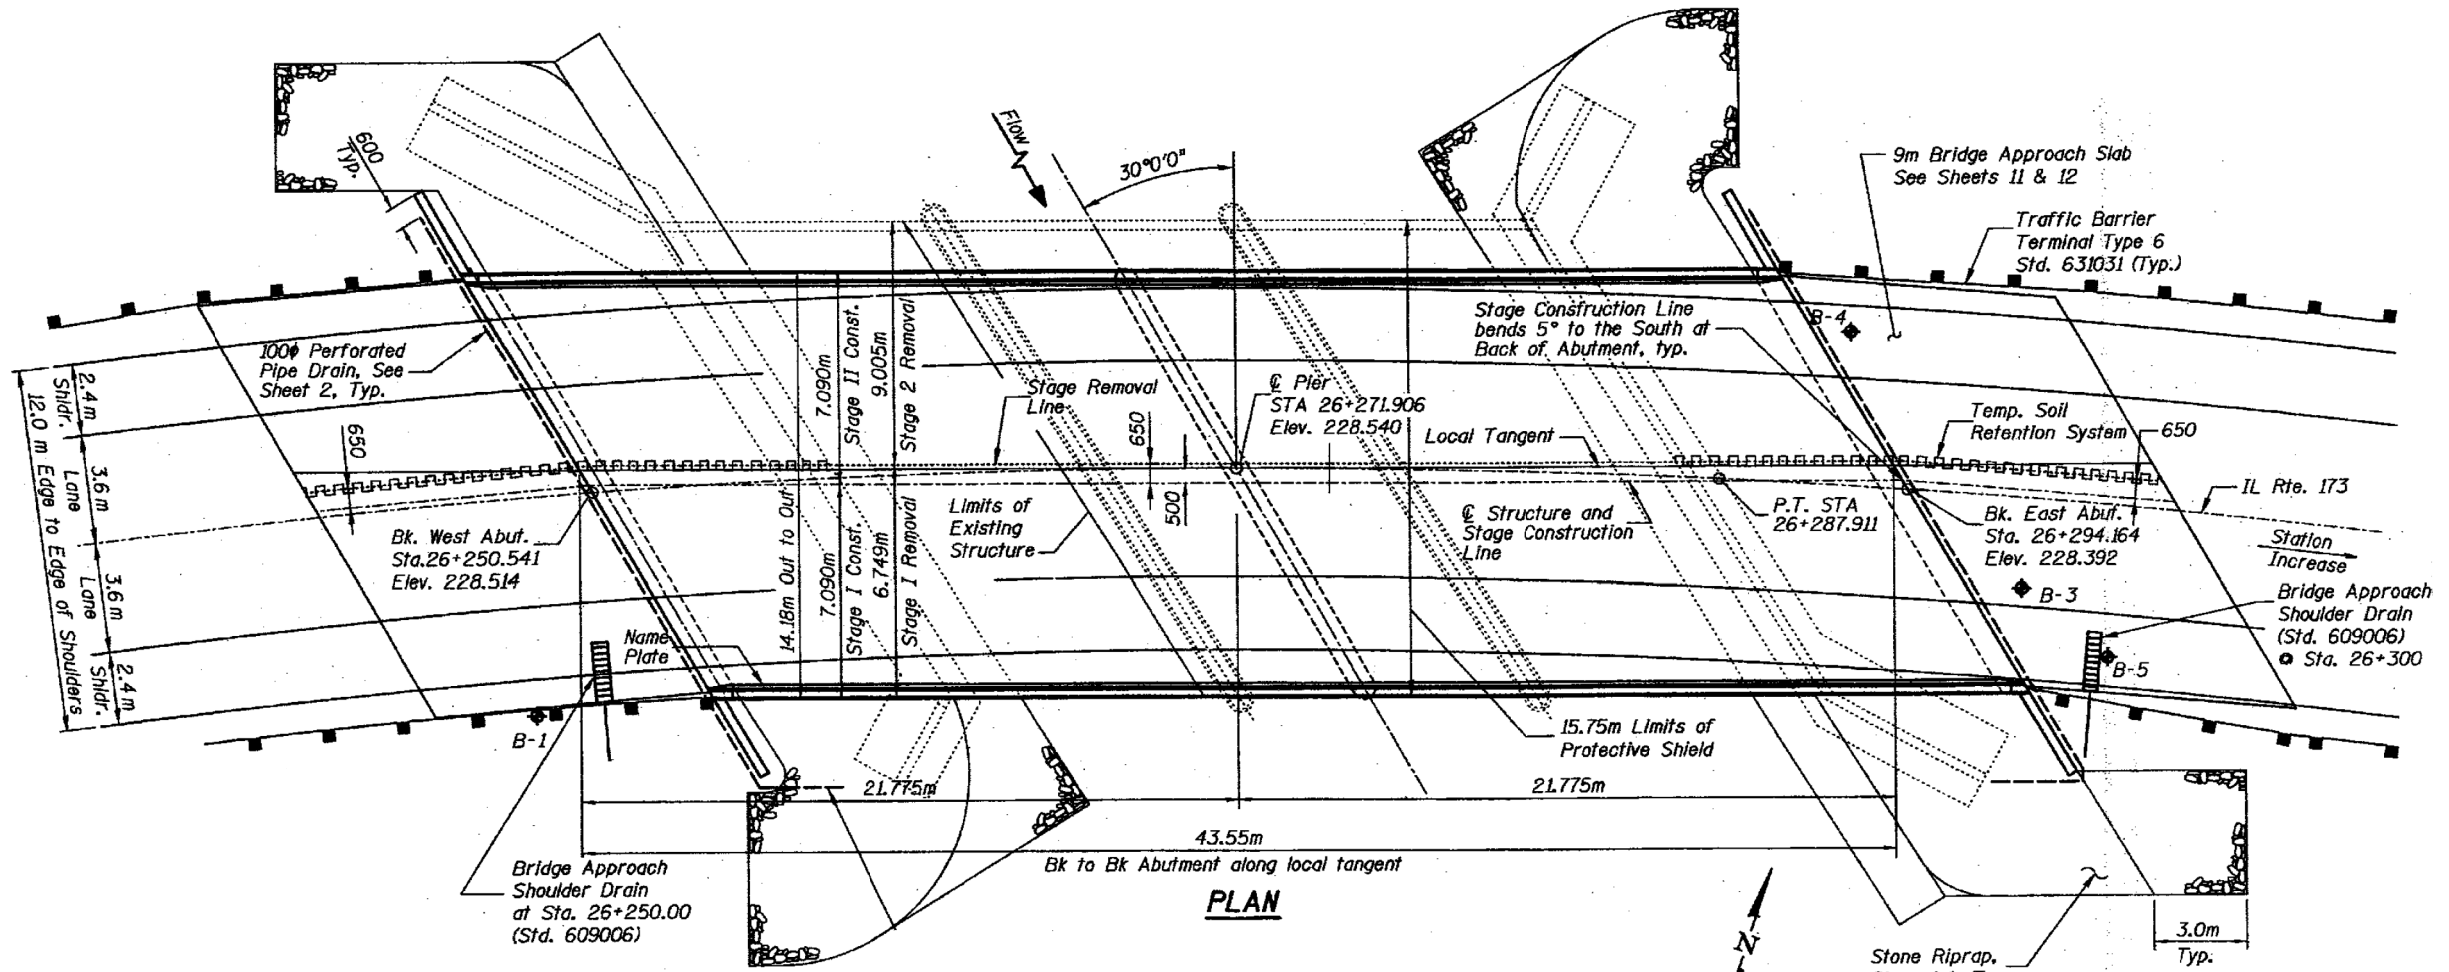 600
Typ.
Flow
30°0'0"
9m Bridge Approach Slab
See Sheets 11 & 12
Traffic Barrier
Terminal Type 6
Std. 631031 (Typ.)
Stage Construction Line
bends 5° to the South at
Back of Abutment, typ.
B-4
100ϕ Perforated
Pipe Drain, See
Sheet 2, Typ.
2.4 m
Shldr.
3.6 m
Lane
3.6 m
Lane
2.4 m
Shldr.
12.0 m Edge to Edge of Shoulders
650
7.090m
Stage II Const.
9.005m
Stage 2 Removal
Stage Removal
Line
650
500
℄ Pier
STA 26+271.906
Elev. 228.540
Local Tangent
Temp. Soil
Retention System
650
IL Rte. 173
Bk. West Abut.
Sta.26+250.541
Elev. 228.514
14.18m Out to Out
7.090m
Stage I Const.
6.749m
Stage I Removal
Limits of
Existing
Structure
℄ Structure and
Stage Construction
Line
P.T. STA
26+287.911
Bk. East Abut.
Sta. 26+294.164
Elev. 228.392
Station
Increase
B-3
Bridge Approach
Shoulder Drain
(Std. 609006)
Sta. 26+300
B-5
Name
Plate
B-1
15.75m Limits of
Protective Shield
21.775m
21.775m
43.55m
Bk to Bk Abutment along local tangent
PLAN
Bridge Approach
Shoulder Drain
at Sta. 26+250.00
(Std. 609006)
N
3.0m
Typ.
Stone Riprap,